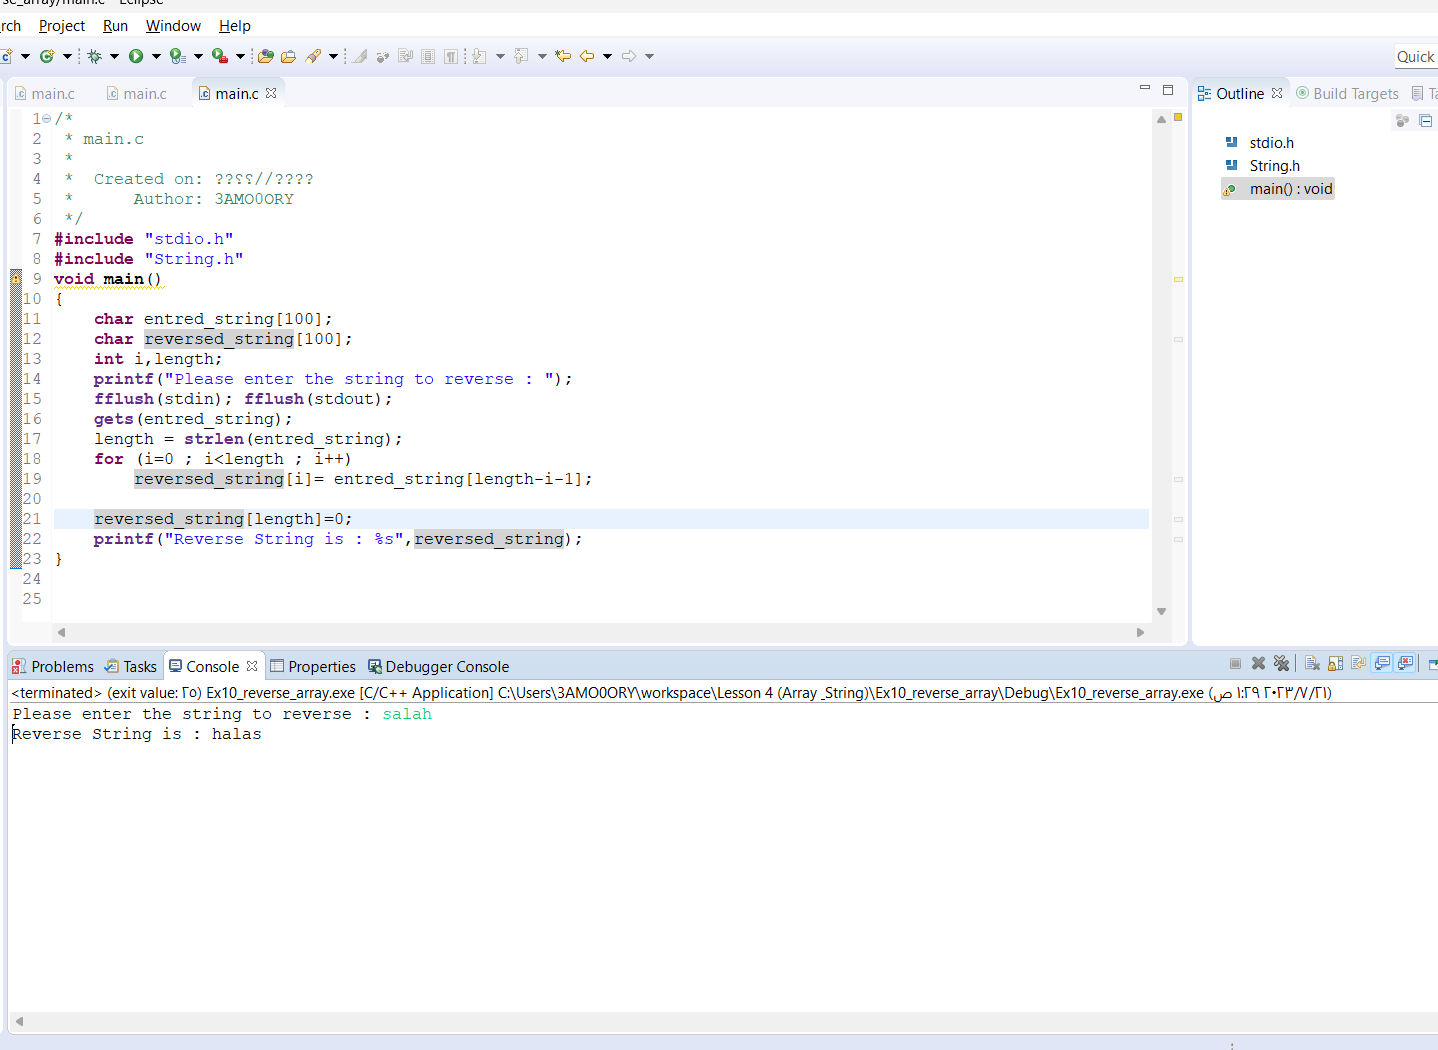 se_array/main.c - Eclipse
rch Project Run Window Help
Quick
main.c main.c main.c
1 /*
2 * main.c
3 *
4 * Created on: ??؟؟//????
5 * Author: 3AMO0ORY
6 */
7 #include "stdio.h"
8 #include "String.h"
9 void main()
10 {
11 char entred_string[100];
12 char reversed_string[100];
13 int i,length;
14 printf("Please enter the string to reverse : ");
15 fflush(stdin); fflush(stdout);
16 gets(entred_string);
17 length = strlen(entred_string);
18 for (i=0 ; i<length ; i++)
19 reversed_string[i]= entred_string[length-i-1];
20
21 reversed_string[length]=0;
22 printf("Reverse String is : %s",reversed_string);
23 }
24
25
Outline Build Targets Ta
stdio.h
String.h
main() : void
Problems Tasks Console Properties Debugger Console
<terminated> (exit value: ٢٥) Ex10_reverse_array.exe [C/C++ Application] C:\Users\3AMO0ORY\workspace\Lesson 4 (Array _String)\Ex10_reverse_array\Debug\Ex10_reverse_array.exe (٢٠٢٣/٧/٢١ ١:٢٩ ص)
Please enter the string to reverse : salah
Reverse String is : halas